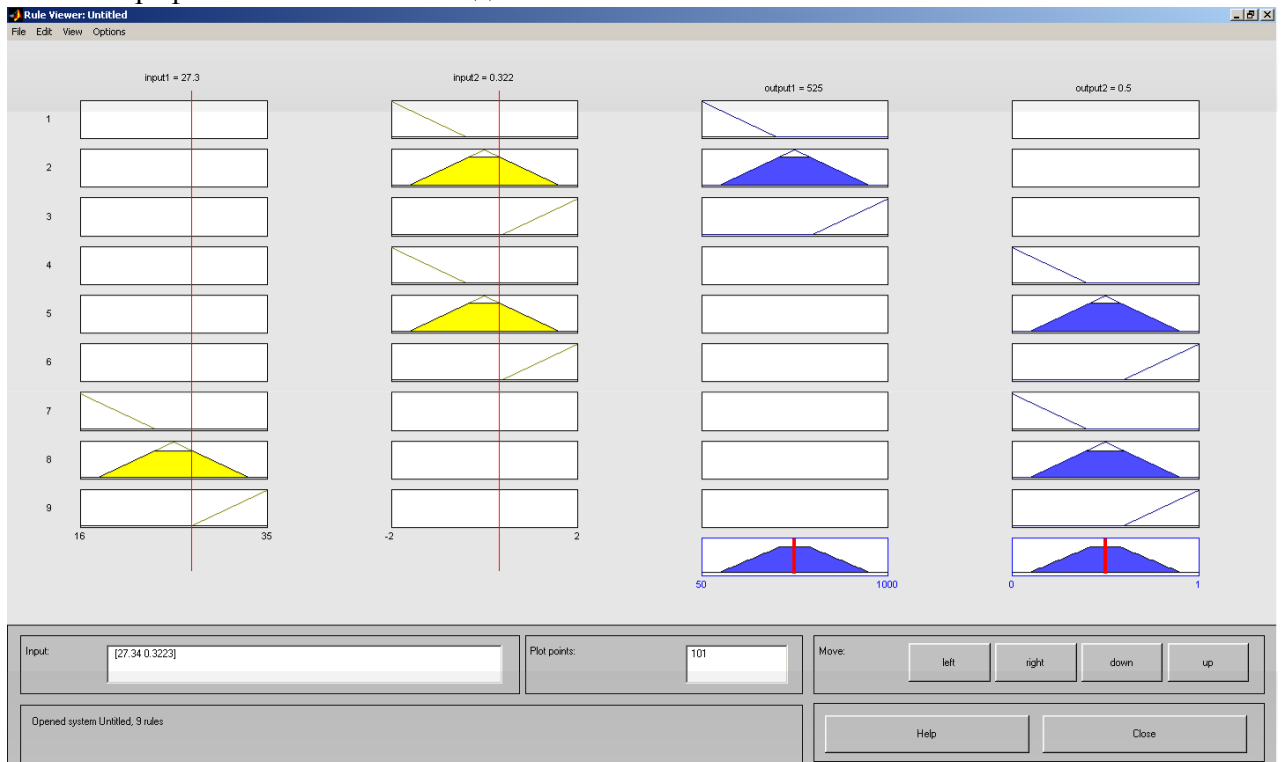 Rule Viewer: Untitled
File Edit View Options
input1 = 27.3
input2 = 0.322
output1 = 525
output2 = 0.5
1
2
3
4
5
6
7
8
9
16 35
-2 2
50 1000
0 1
Input: [27.34 0.3223]
Plot points: 101
Move: left right down up
Opened system Untitled, 9 rules
Help Close